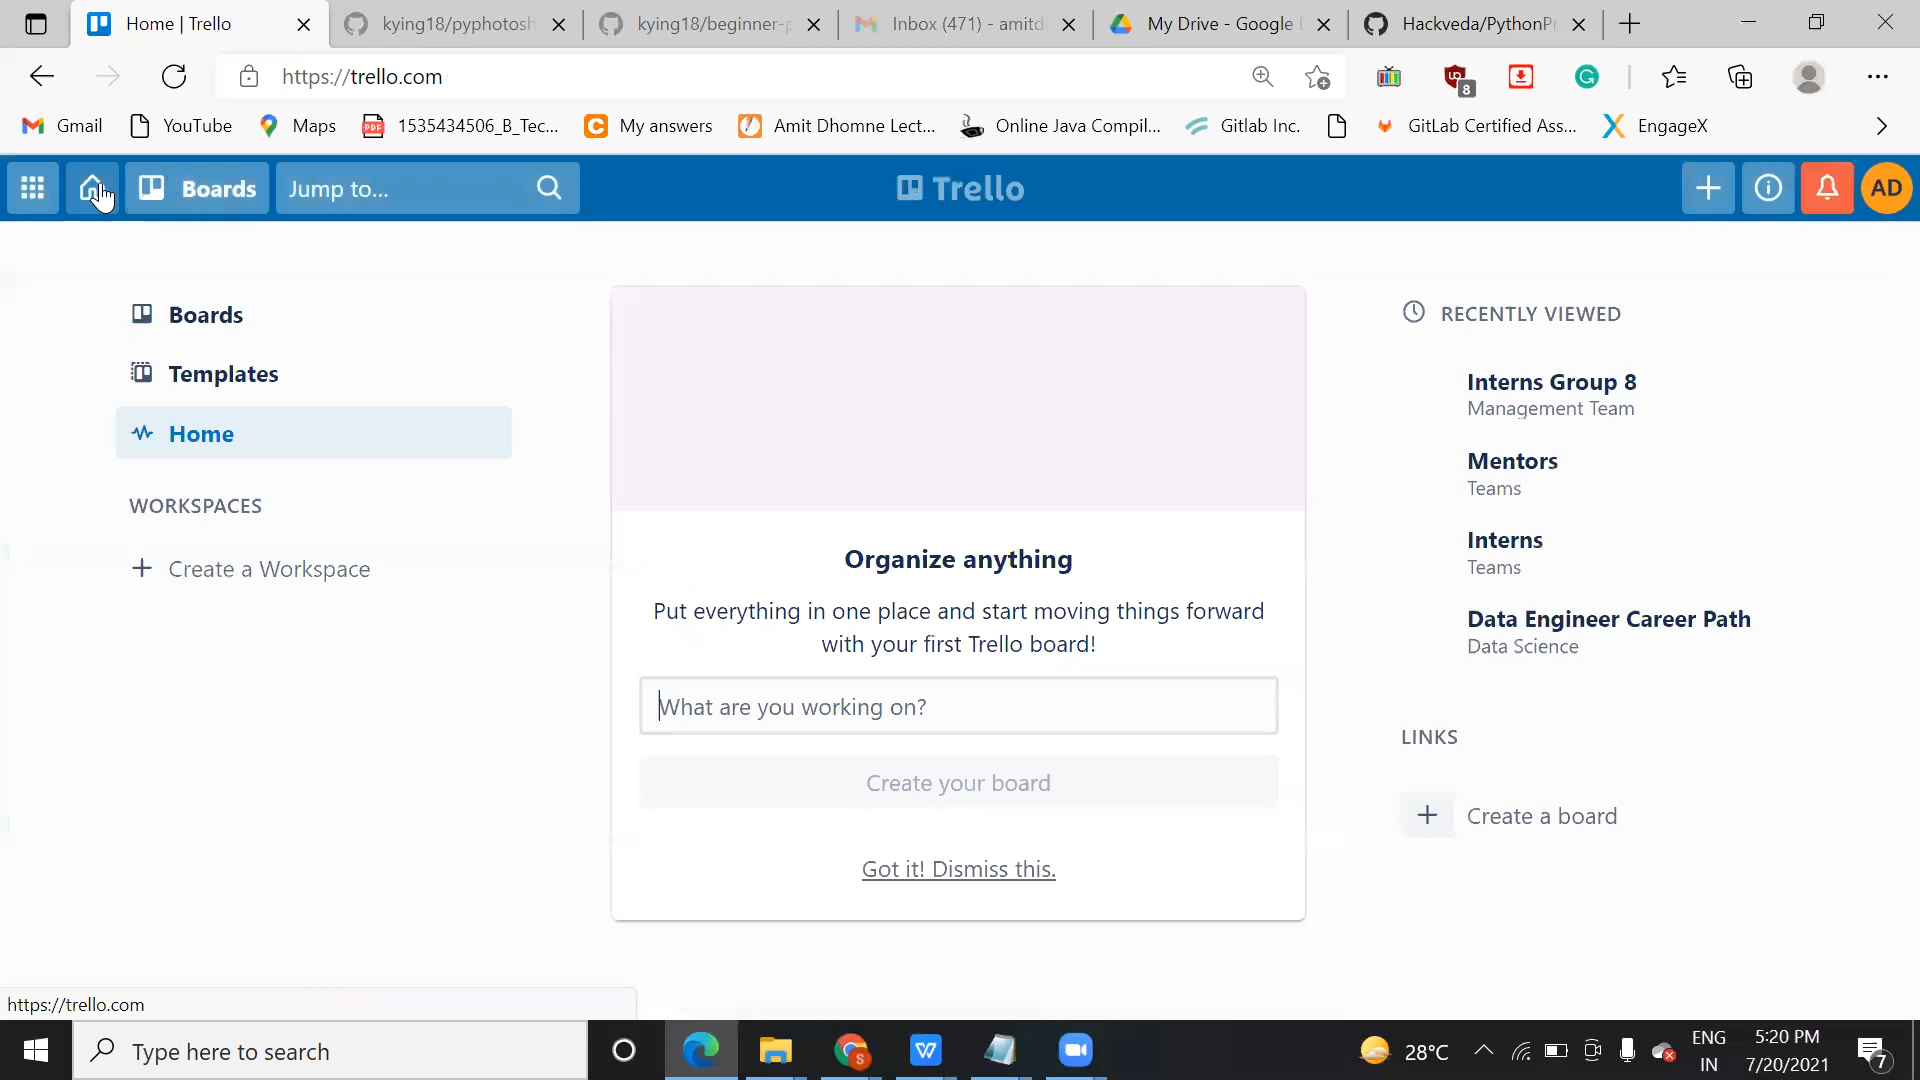 Home | Trello
kying18/pyphotosh
kying18/beginner-p
Inbox (471) - amitd
My Drive - Google D
Hackveda/PythonPr
https://trello.com
8
Gmail
YouTube
Maps
1535434506_B_Tec...
My answers
Amit Dhomne Lect...
Online Java Compil...
Gitlab Inc.
GitLab Certified Ass...
EngageX
Boards
Jump to...
Trello
AD
Boards
Templates
Home
WORKSPACES
Create a Workspace
Organize anything
Put everything in one place and start moving things forward
with your first Trello board!
What are you working on?
Create your board
Got it! Dismiss this.
RECENTLY VIEWED
Interns Group 8
Management Team
Mentors
Teams
Interns
Teams
Data Engineer Career Path
Data Science
LINKS
Create a board
https://trello.com
Type here to search
28°C
ENG
IN
5:20 PM
7/20/2021
7